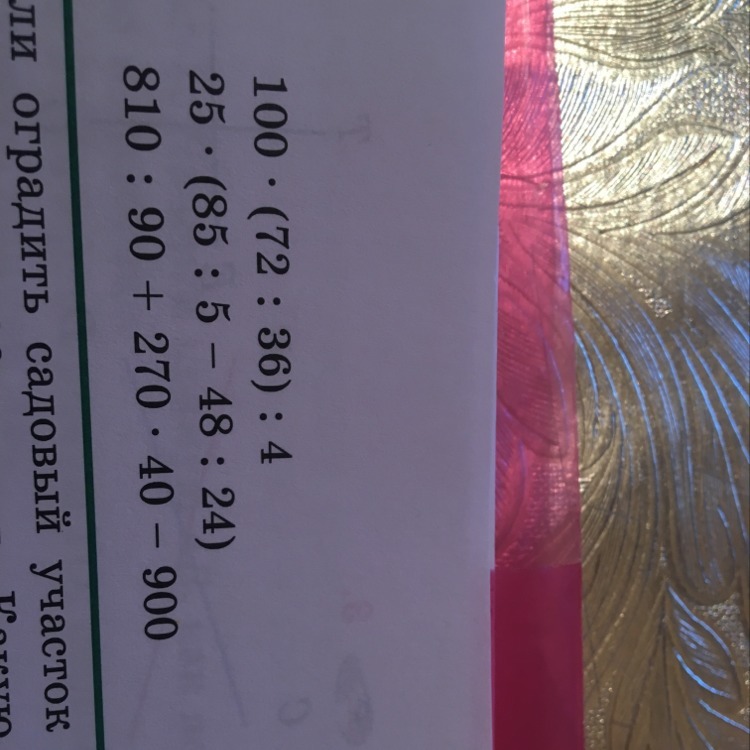 100 · (72 : 36) : 4
25 · (85 : 5 − 48 : 24)
810 : 90 + 270 · 40 − 900
ли оградить садовый участок